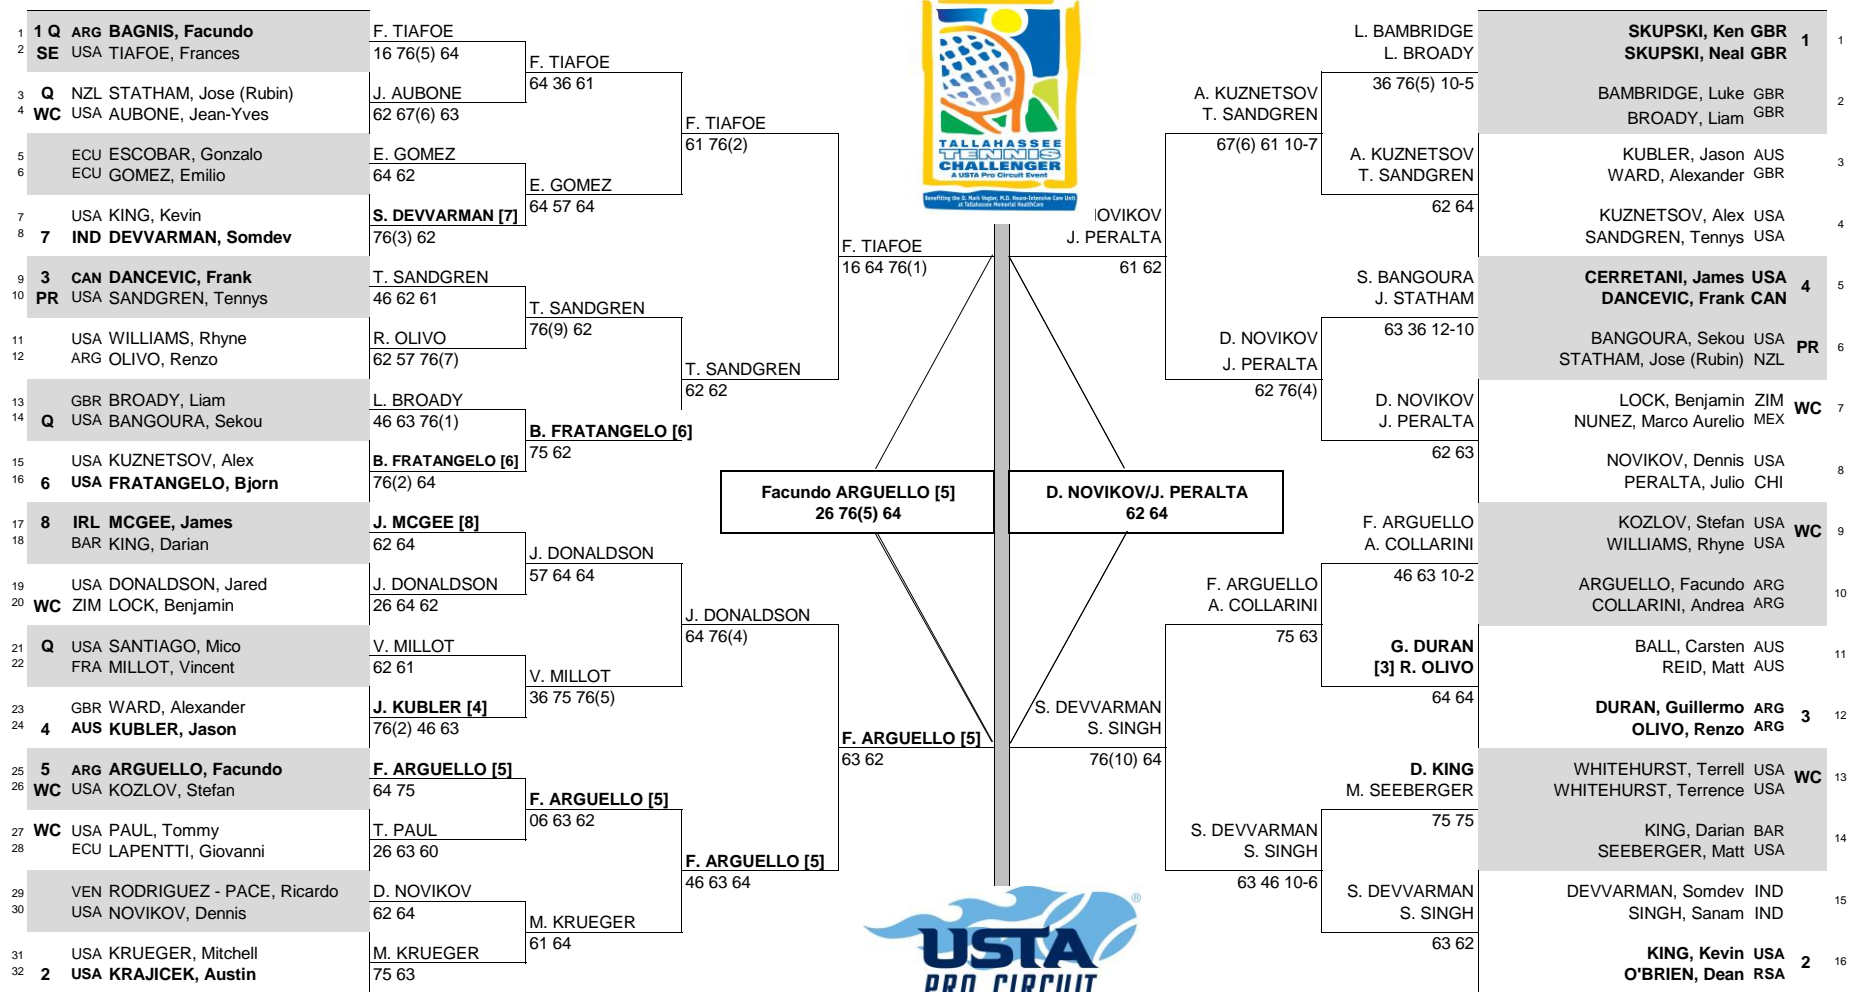 1 1 Q ARG BAGNIS, Facundo
2 SE USA TIAFOE, Frances
3 Q NZL STATHAM, Jose (Rubin)
4 WC USA AUBONE, Jean-Yves
5 ECU ESCOBAR, Gonzalo
6 ECU GOMEZ, Emilio
7 USA KING, Kevin
8 7 IND DEVVARMAN, Somdev
9 3 CAN DANCEVIC, Frank
10 PR USA SANDGREN, Tennys
11 USA WILLIAMS, Rhyne
12 ARG OLIVO, Renzo
13 GBR BROADY, Liam
14 Q USA BANGOURA, Sekou
15 USA KUZNETSOV, Alex
16 6 USA FRATANGELO, Bjorn
17 8 IRL MCGEE, James
18 BAR KING, Darian
19 USA DONALDSON, Jared
20 WC ZIM LOCK, Benjamin
21 Q USA SANTIAGO, Mico
22 FRA MILLOT, Vincent
23 GBR WARD, Alexander
24 4 AUS KUBLER, Jason
25 5 ARG ARGUELLO, Facundo
26 WC USA KOZLOV, Stefan
27 WC USA PAUL, Tommy
28 ECU LAPENTTI, Giovanni
29 VEN RODRIGUEZ - PACE, Ricardo
30 USA NOVIKOV, Dennis
31 USA KRUEGER, Mitchell
32 2 USA KRAJICEK, Austin
F. TIAFOE
16 76(5) 64
J. AUBONE
62 67(6) 63
E. GOMEZ
64 62
S. DEVVARMAN [7]
76(3) 62
T. SANDGREN
46 62 61
R. OLIVO
62 57 76(7)
L. BROADY
46 63 76(1)
B. FRATANGELO [6]
76(2) 64
J. MCGEE [8]
62 64
J. DONALDSON
26 64 62
V. MILLOT
62 61
J. KUBLER [4]
76(2) 46 63
F. ARGUELLO [5]
64 75
T. PAUL
26 63 60
D. NOVIKOV
62 64
M. KRUEGER
75 63
F. TIAFOE
64 36 61
E. GOMEZ
64 57 64
T. SANDGREN
76(9) 62
B. FRATANGELO [6]
75 62
J. DONALDSON
57 64 64
V. MILLOT
36 75 76(5)
F. ARGUELLO [5]
06 63 62
M. KRUEGER
61 64
F. TIAFOE
61 76(2)
T. SANDGREN
62 62
J. DONALDSON
64 76(4)
F. ARGUELLO [5]
46 63 64
F. TIAFOE
16 64 76(1)
F. ARGUELLO [5]
63 62
Facundo ARGUELLO [5]
26 76(5) 64
TALLAHASSEE
TENNIS
CHALLENGER
A USTA Pro Circuit Event
Benefiting the D. Mark Vogter, M.D. Neuro-Intensive Care Unit
at Tallahassee Memorial HealthCare
D. NOVIKOV/J. PERALTA
62 64
USTA
®
PRO CIRCUIT
OVIKOV
J. PERALTA
61 62
S. DEVVARMAN
S. SINGH
76(10) 64
A. KUZNETSOV
T. SANDGREN
67(6) 61 10-7
D. NOVIKOV
J. PERALTA
62 76(4)
F. ARGUELLO
A. COLLARINI
75 63
S. DEVVARMAN
S. SINGH
63 46 10-6
L. BAMBRIDGE
L. BROADY
36 76(5) 10-5
A. KUZNETSOV
T. SANDGREN
62 64
S. BANGOURA
J. STATHAM
63 36 12-10
D. NOVIKOV
J. PERALTA
62 63
F. ARGUELLO
A. COLLARINI
46 63 10-2
G. DURAN
[3] R. OLIVO
64 64
D. KING
M. SEEBERGER
75 75
S. DEVVARMAN
S. SINGH
63 62
SKUPSKI, Ken GBR 1 1
SKUPSKI, Neal GBR
BAMBRIDGE, Luke GBR 2
BROADY, Liam GBR
KUBLER, Jason AUS 3
WARD, Alexander GBR
KUZNETSOV, Alex USA 4
SANDGREN, Tennys USA
CERRETANI, James USA 4 5
DANCEVIC, Frank CAN
BANGOURA, Sekou USA PR 6
STATHAM, Jose (Rubin) NZL
LOCK, Benjamin ZIM WC 7
NUNEZ, Marco Aurelio MEX
NOVIKOV, Dennis USA 8
PERALTA, Julio CHI
KOZLOV, Stefan USA WC 9
WILLIAMS, Rhyne USA
ARGUELLO, Facundo ARG 10
COLLARINI, Andrea ARG
BALL, Carsten AUS 11
REID, Matt AUS
DURAN, Guillermo ARG 3 12
OLIVO, Renzo ARG
WHITEHURST, Terrell USA WC 13
WHITEHURST, Terrence USA
KING, Darian BAR 14
SEEBERGER, Matt USA
DEVVARMAN, Somdev IND 15
SINGH, Sanam IND
KING, Kevin USA 2 16
O'BRIEN, Dean RSA